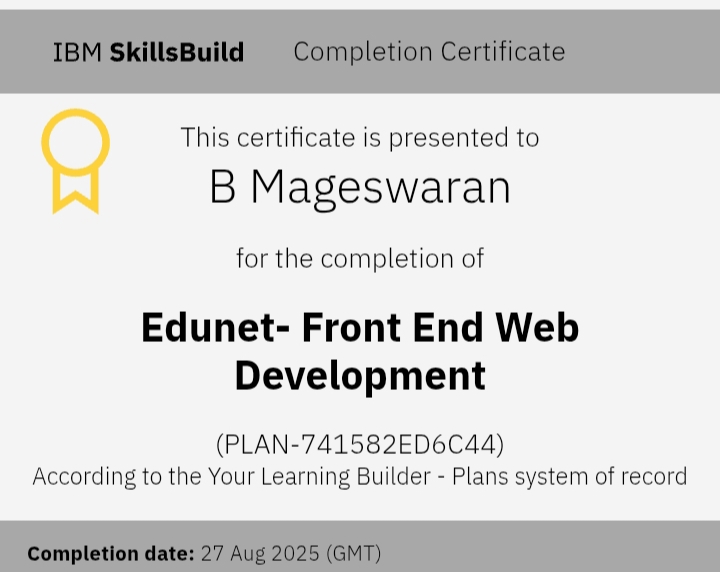 IBM SkillsBuild Completion Certificate
This certificate is presented to
B Mageswaran
for the completion of
Edunet- Front End Web
Development
(PLAN-741582ED6C44)
According to the Your Learning Builder - Plans system of record
Completion date: 27 Aug 2025 (GMT)